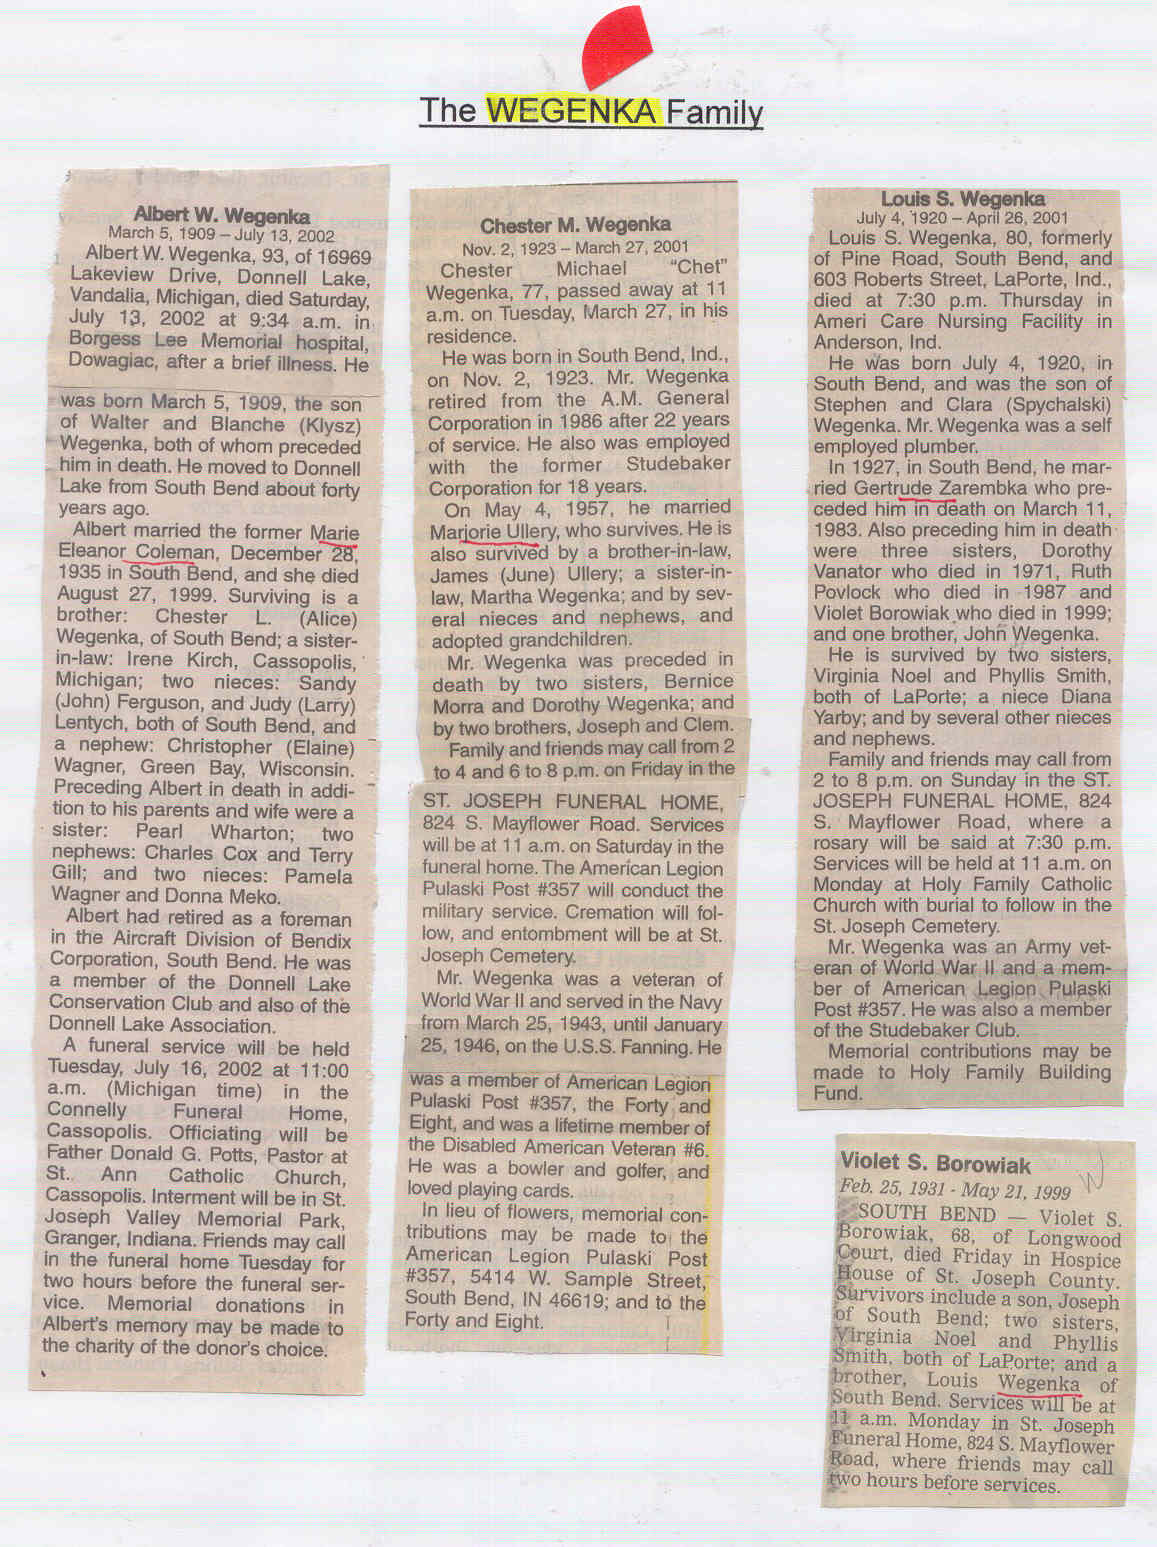 The WEGENKA Family
Albert W. Wegenka
March 5, 1909 – July 13, 2002
Albert W. Wegenka, 93, of 16969
Lakeview Drive, Donnell Lake,
Vandalia, Michigan, died Saturday,
July 13, 2002 at 9:34 a.m. in
Borgess Lee Memorial hospital,
Dowagiac, after a brief illness. He
was born March 5, 1909, the son
of Walter and Blanche (Klysz)
Wegenka, both of whom preceded
him in death. He moved to Donnell
Lake from South Bend about forty
years ago.
Albert married the former Marie
Eleanor Coleman, December 28,
1935 in South Bend, and she died
August 27, 1999. Surviving is a
brother: Chester L. (Alice)
Wegenka, of South Bend; a sister-
in-law: Irene Kirch, Cassopolis,
Michigan; two nieces: Sandy
(John) Ferguson, and Judy (Larry)
Lentych, both of South Bend, and
a nephew: Christopher (Elaine)
Wagner, Green Bay, Wisconsin.
Preceding Albert in death in addi-
tion to his parents and wife were a
sister: Pearl Wharton; two
nephews: Charles Cox and Terry
Gill; and two nieces: Pamela
Wagner and Donna Meko.
Albert had retired as a foreman
in the Aircraft Division of Bendix
Corporation, South Bend. He was
a member of the Donnell Lake
Conservation Club and also of the
Donnell Lake Association.
A funeral service will be held
Tuesday, July 16, 2002 at 11:00
a.m. (Michigan time) in the
Connelly Funeral Home,
Cassopolis. Officiating will be
Father Donald G. Potts, Pastor at
St. Ann Catholic Church,
Cassopolis. Interment will be in St.
Joseph Valley Memorial Park,
Granger, Indiana. Friends may call
in the funeral home Tuesday for
two hours before the funeral ser-
vice. Memorial donations in
Albert's memory may be made to
the charity of the donor's choice.
Chester M. Wegenka
Nov. 2, 1923 – March 27, 2001
Chester Michael "Chet"
Wegenka, 77, passed away at 11
a.m. on Tuesday, March 27, in his
residence.
He was born in South Bend, Ind.,
on Nov. 2, 1923. Mr. Wegenka
retired from the A.M. General
Corporation in 1986 after 22 years
of service. He also was employed
with the former Studebaker
Corporation for 18 years.
On May 4, 1957, he married
Marjorie Ullery, who survives. He is
also survived by a brother-in-law,
James (June) Ullery; a sister-in-
law, Martha Wegenka; and by sev-
eral nieces and nephews, and
adopted grandchildren.
Mr. Wegenka was preceded in
death by two sisters, Bernice
Morra and Dorothy Wegenka; and
by two brothers, Joseph and Clem.
Family and friends may call from 2
to 4 and 6 to 8 p.m. on Friday in the
ST. JOSEPH FUNERAL HOME,
824 S. Mayflower Road. Services
will be at 11 a.m. on Saturday in the
funeral home. The American Legion
Pulaski Post #357 will conduct the
military service. Cremation will fol-
low, and entombment will be at St.
Joseph Cemetery.
Mr. Wegenka was a veteran of
World War II and served in the Navy
from March 25, 1943, until January
25, 1946, on the U.S.S. Fanning. He
was a member of American Legion
Pulaski Post #357, the Forty and
Eight, and was a lifetime member of
the Disabled American Veteran #6.
He was a bowler and golfer, and
loved playing cards.
In lieu of flowers, memorial con-
tributions may be made to the
American Legion Pulaski Post
#357, 5414 W. Sample Street,
South Bend, IN 46619; and to the
Forty and Eight.
Louis S. Wegenka
July 4, 1920 – April 26, 2001
Louis S. Wegenka, 80, formerly
of Pine Road, South Bend, and
603 Roberts Street, LaPorte, Ind.,
died at 7:30 p.m. Thursday in
Ameri Care Nursing Facility in
Anderson, Ind.
He was born July 4, 1920, in
South Bend, and was the son of
Stephen and Clara (Spychalski)
Wegenka. Mr. Wegenka was a self
employed plumber.
In 1927, in South Bend, he mar-
ried Gertrude Zarembka who pre-
ceded him in death on March 11,
1983. Also preceding him in death
were three sisters, Dorothy
Vanator who died in 1971, Ruth
Povlock who died in 1987 and
Violet Borowiak who died in 1999;
and one brother, John Wegenka.
He is survived by two sisters,
Virginia Noel and Phyllis Smith,
both of LaPorte; a niece Diana
Yarby; and by several other nieces
and nephews.
Family and friends may call from
2 to 8 p.m. on Sunday in the ST.
JOSEPH FUNERAL HOME, 824
S. Mayflower Road, where a
rosary will be said at 7:30 p.m.
Services will be held at 11 a.m. on
Monday at Holy Family Catholic
Church with burial to follow in the
St. Joseph Cemetery.
Mr. Wegenka was an Army vet-
eran of World War II and a mem-
ber of American Legion Pulaski
Post #357. He was also a member
of the Studebaker Club.
Memorial contributions may be
made to Holy Family Building
Fund.
Violet S. Borowiak W
Feb. 25, 1931 - May 21, 1999
SOUTH BEND — Violet S.
Borowiak, 68, of Longwood
Court, died Friday in Hospice
House of St. Joseph County.
Survivors include a son, Joseph
of South Bend; two sisters,
Virginia Noel and Phyllis
Smith, both of LaPorte; and a
brother, Louis Wegenka of
South Bend. Services will be at
11 a.m. Monday in St. Joseph
Funeral Home, 824 S. Mayflower
Road, where friends may call
two hours before services.